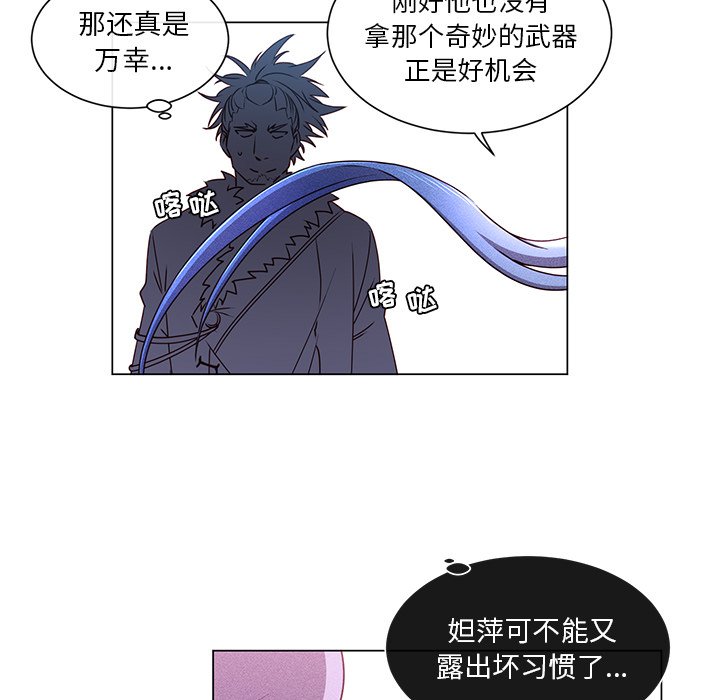 那还真是
万幸...
刚好他也没有
拿那个奇妙的武器
正是好机会
喀哒
喀哒
妲萍可不能又
露出坏习惯了...